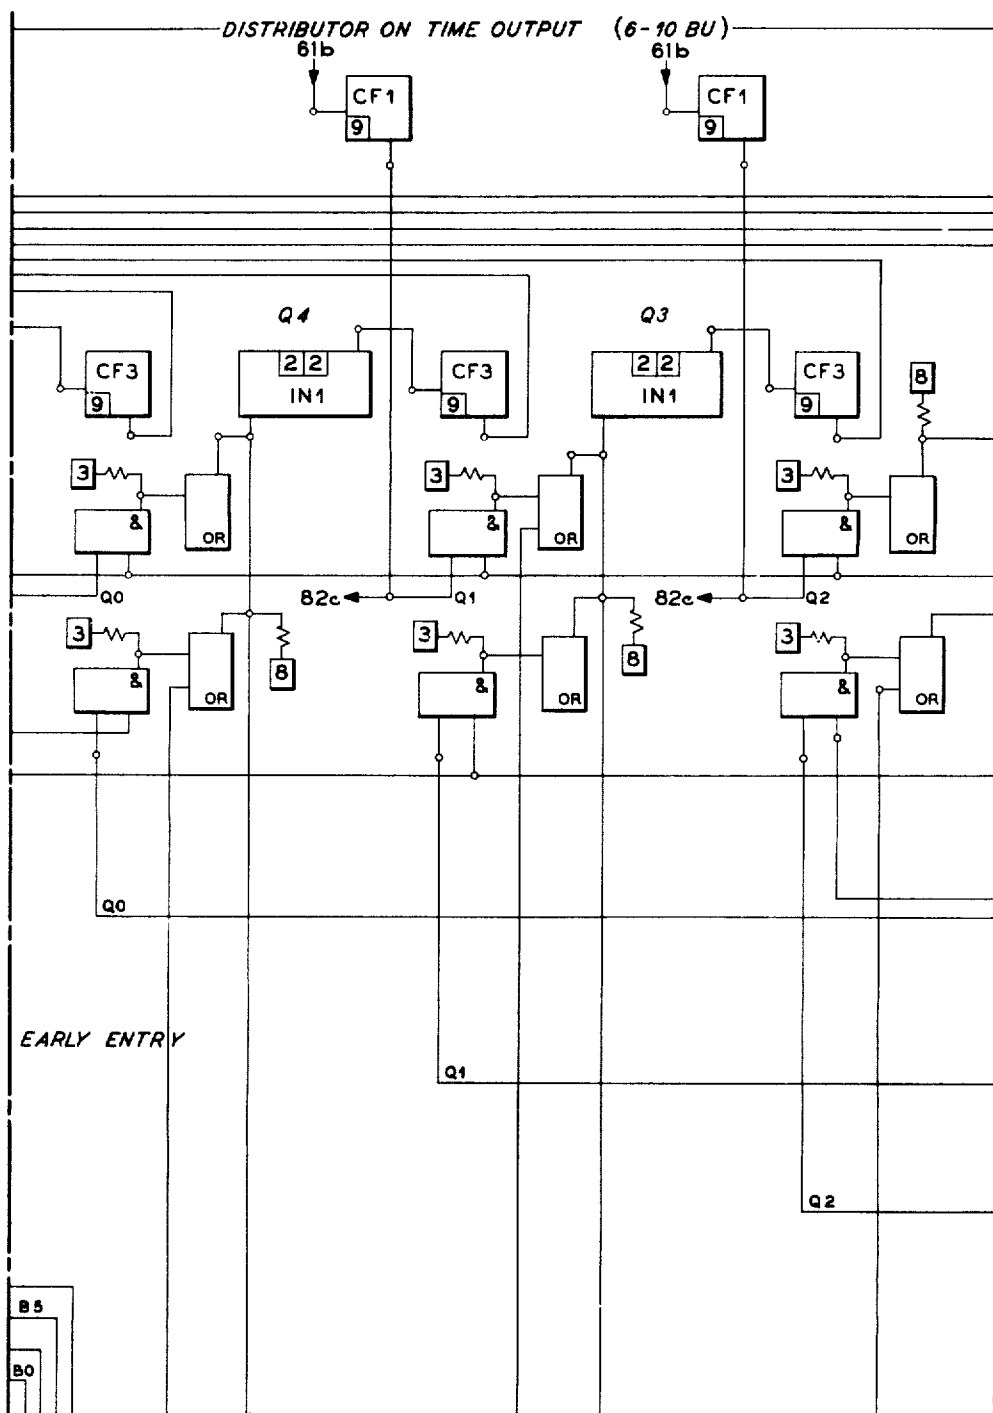 DISTRIBUTOR ON TIME OUTPUT (6-10 BU)
61b 61b
CF1 CF1
9 9
Q4 Q3
CF3 2 2 CF3 2 2 CF3 8
9 IN1 9 IN1 9
3 3 3
& & &
OR OR OR
Q0 82c Q1 82c Q2
3 3 3
8 8
& & &
OR OR OR
Q0
EARLY ENTRY
Q1
Q2
B5
B0